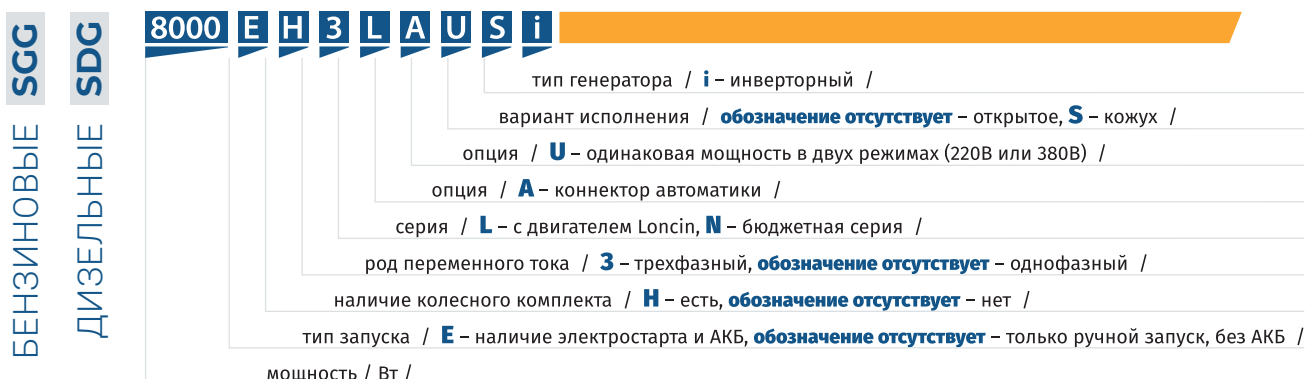 БЕНЗИНОВЫЕ SGG
ДИЗЕЛЬНЫЕ SDG
8000 E H 3 L A U S i
тип генератора / i – инверторный /
вариант исполнения / обозначение отсутствует – открытое, S – кожух /
опция / U – одинаковая мощность в двух режимах (220В или 380В) /
опция / A – коннектор автоматики /
серия / L – с двигателем Loncin, N – бюджетная серия /
род переменного тока / 3 – трехфазный, обозначение отсутствует – однофазный /
наличие колесного комплекта / H – есть, обозначение отсутствует – нет /
тип запуска / E – наличие электростарта и АКБ, обозначение отсутствует – только ручной запуск, без АКБ /
мощность / Вт /